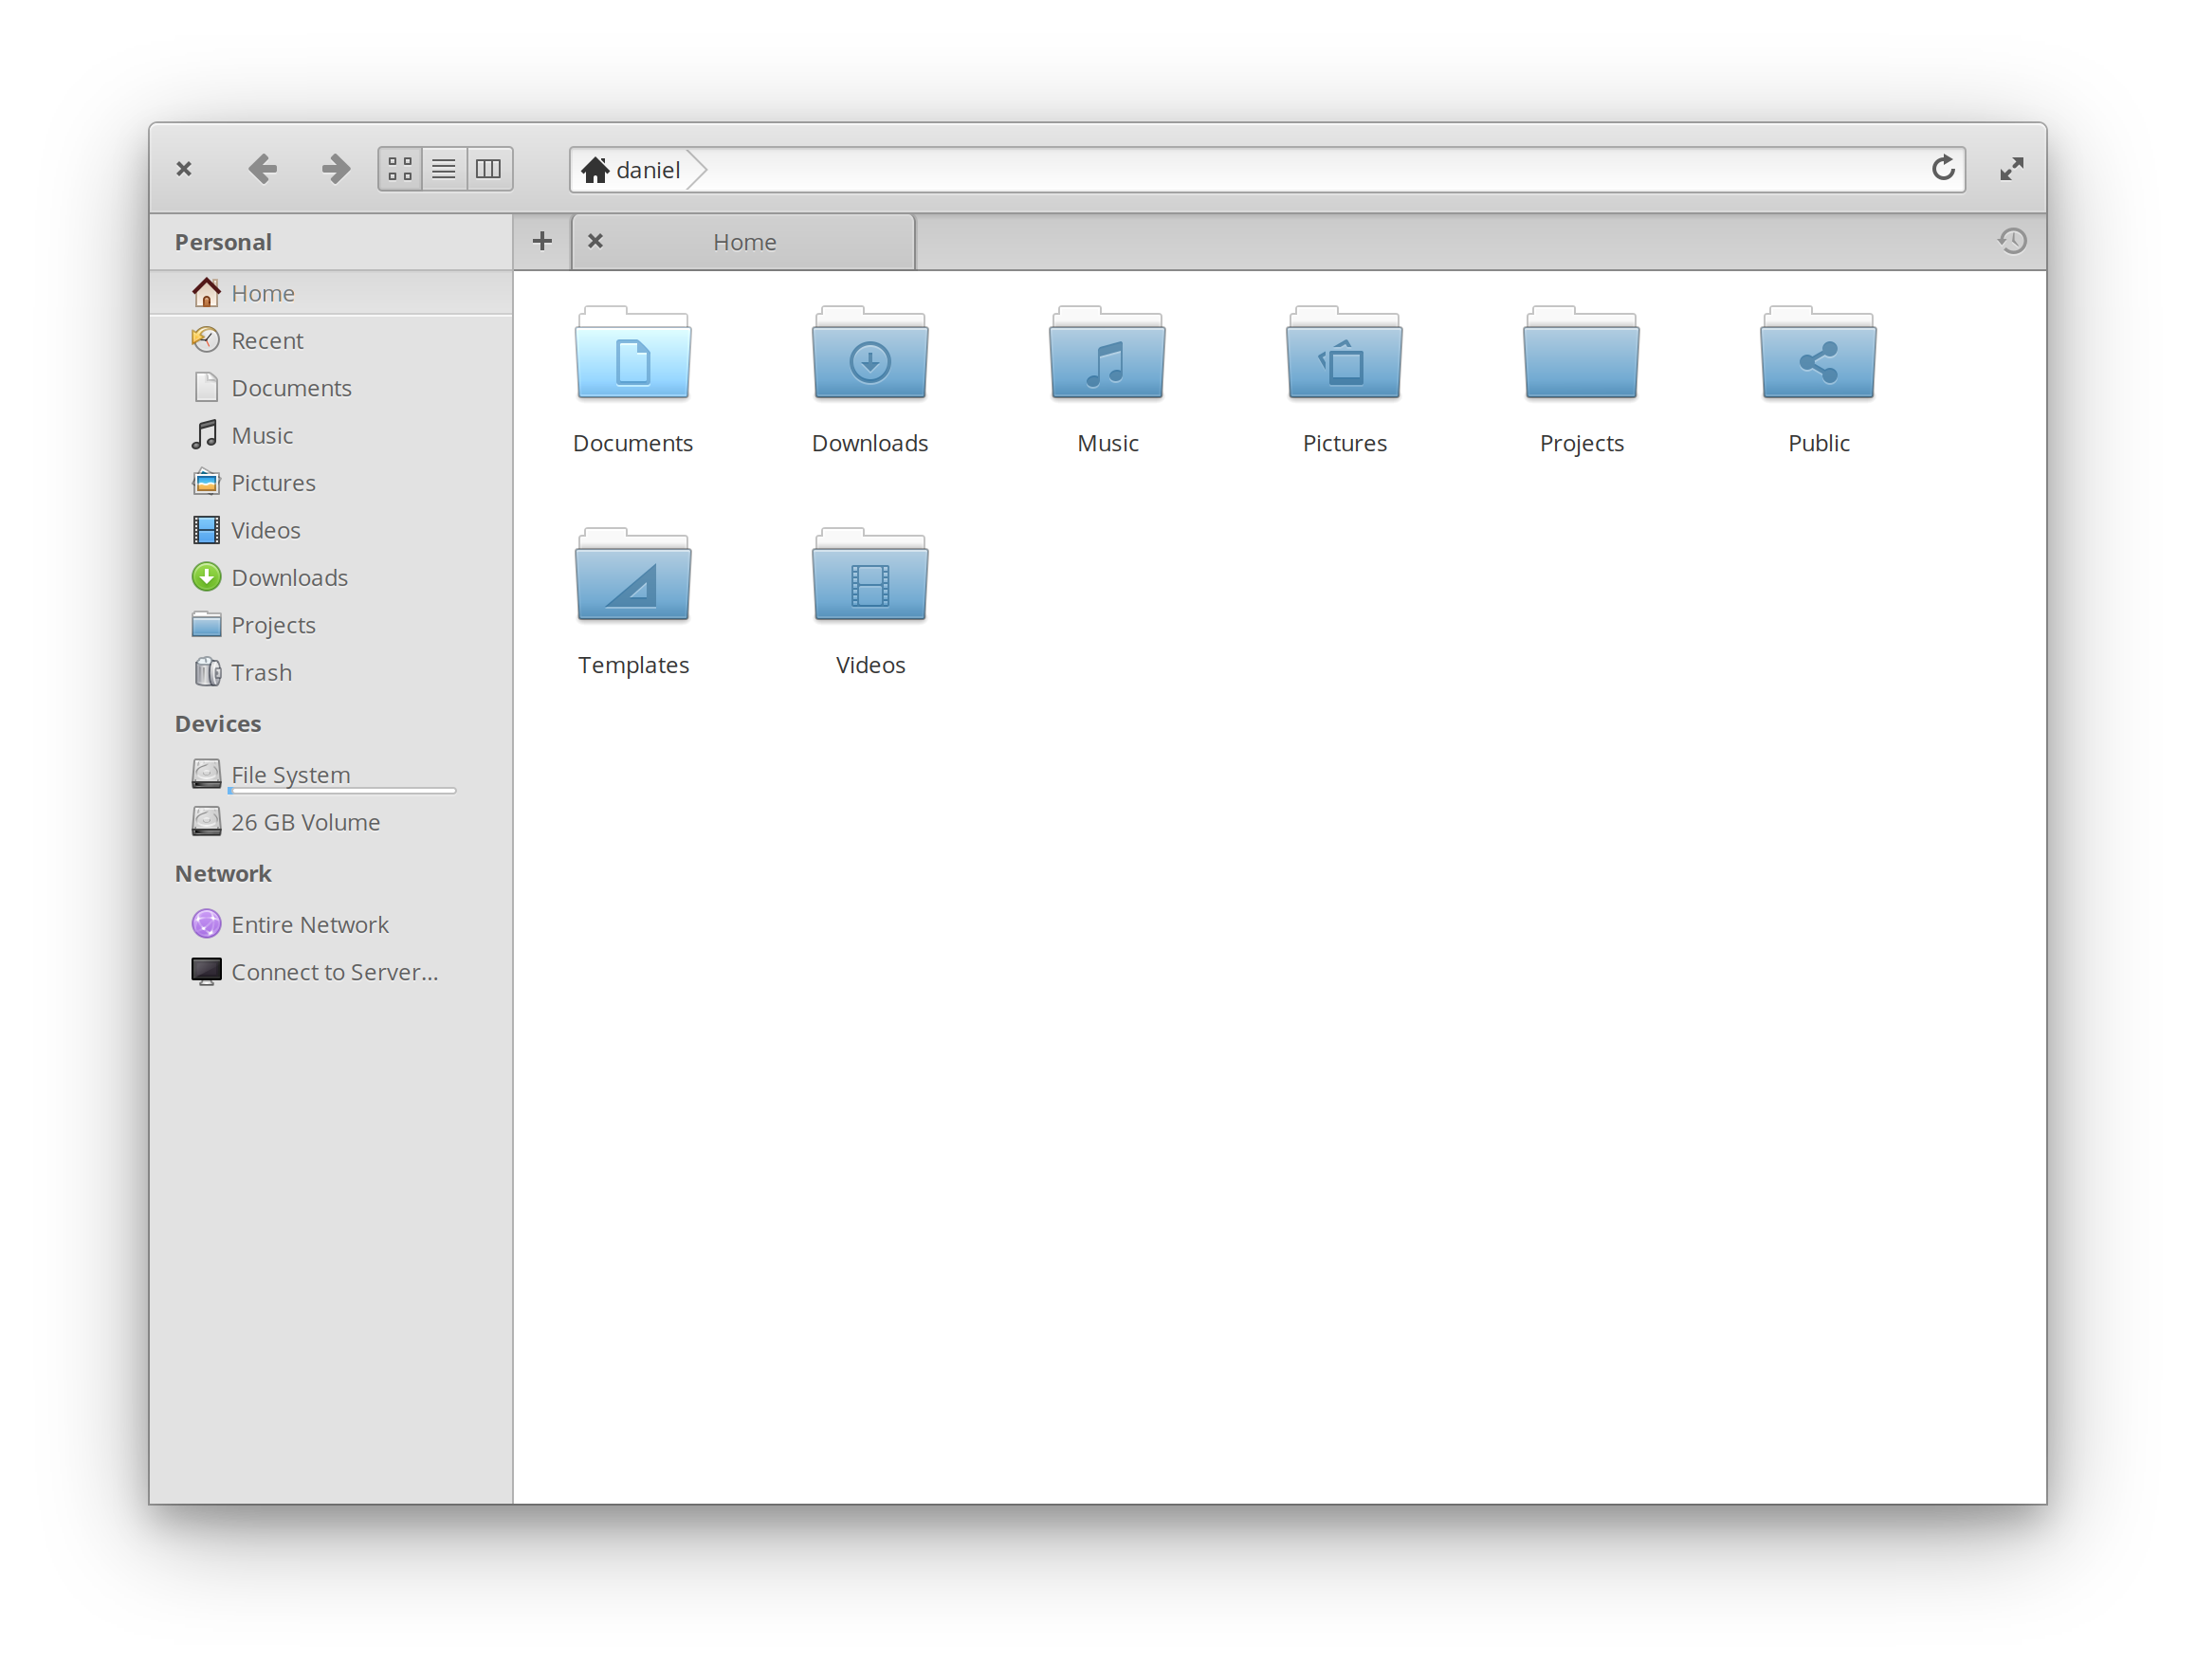 daniel
Personal
Home
Home
Recent
Documents
Music
Pictures
Videos
Downloads
Projects
Trash
Devices
File System
26 GB Volume
Network
Entire Network
Connect to Server...
Documents
Downloads
Music
Pictures
Projects
Public
Templates
Videos